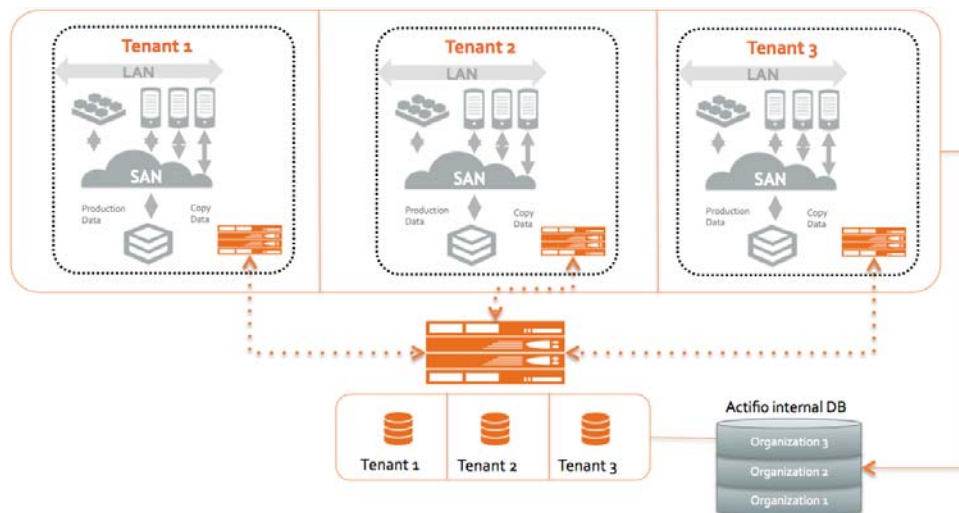 Tenant 1
LAN
SAN
Production
Data
Copy
Data
Tenant 2
LAN
SAN
Production
Data
Copy
Data
Tenant 3
LAN
SAN
Production
Data
Copy
Data
Tenant 1
Tenant 2
Tenant 3
Actifio internal DB
Organization 3
Organization 2
Organization 1